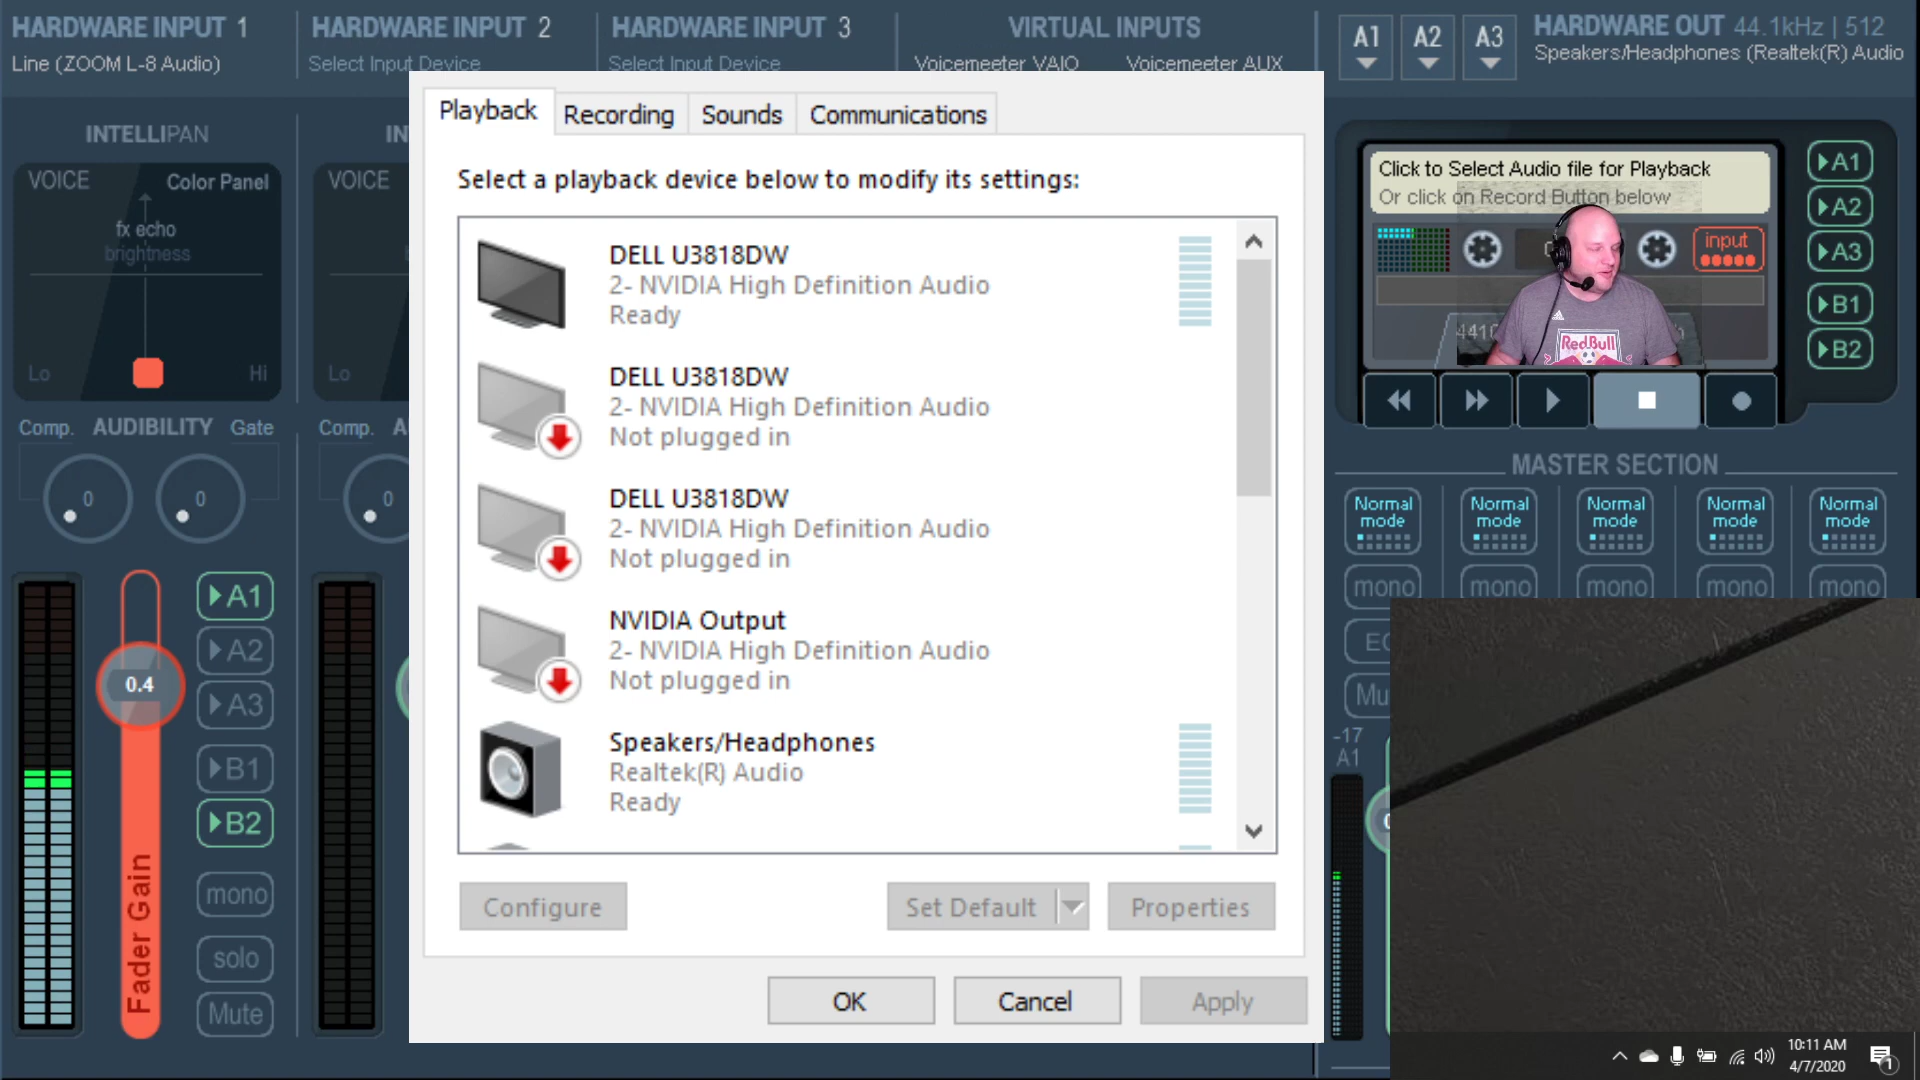 HARDWARE INPUT 1
Line (ZOOM L-8 Audio)
HARDWARE INPUT 2
Select Input Device
HARDWARE INPUT 3
Select Input Device
VIRTUAL INPUTS
Voicemeeter VAIO
Voicemeeter AUX
A1
A2
A3
HARDWARE OUT 44.1kHz | 512
Speakers/Headphones (Realtek(R) Audio
INTELLIPAN
VOICE
Color Panel
fx echo
brightness
Lo
Hi
IN
VOICE
Lo
Comp. AUDIBILITY Gate
0
0
Comp.
0
0.4
Fader Gain
A1
A2
A3
B1
B2
mono
solo
Mute
Playback
Recording
Sounds
Communications
Select a playback device below to modify its settings:
DELL U3818DW
2- NVIDIA High Definition Audio
Ready
DELL U3818DW
2- NVIDIA High Definition Audio
Not plugged in
DELL U3818DW
2- NVIDIA High Definition Audio
Not plugged in
NVIDIA Output
2- NVIDIA High Definition Audio
Not plugged in
Speakers/Headphones
Realtek(R) Audio
Ready
Configure
Set Default
Properties
OK
Cancel
Apply
Click to Select Audio file for Playback
Or click on Record Button below
input
Red Bull
A1
A2
A3
B1
B2
MASTER SECTION
Normal mode
Normal mode
Normal mode
Normal mode
Normal mode
mono
mono
mono
mono
mono
-17
A1
10:11 AM
4/7/2020
1